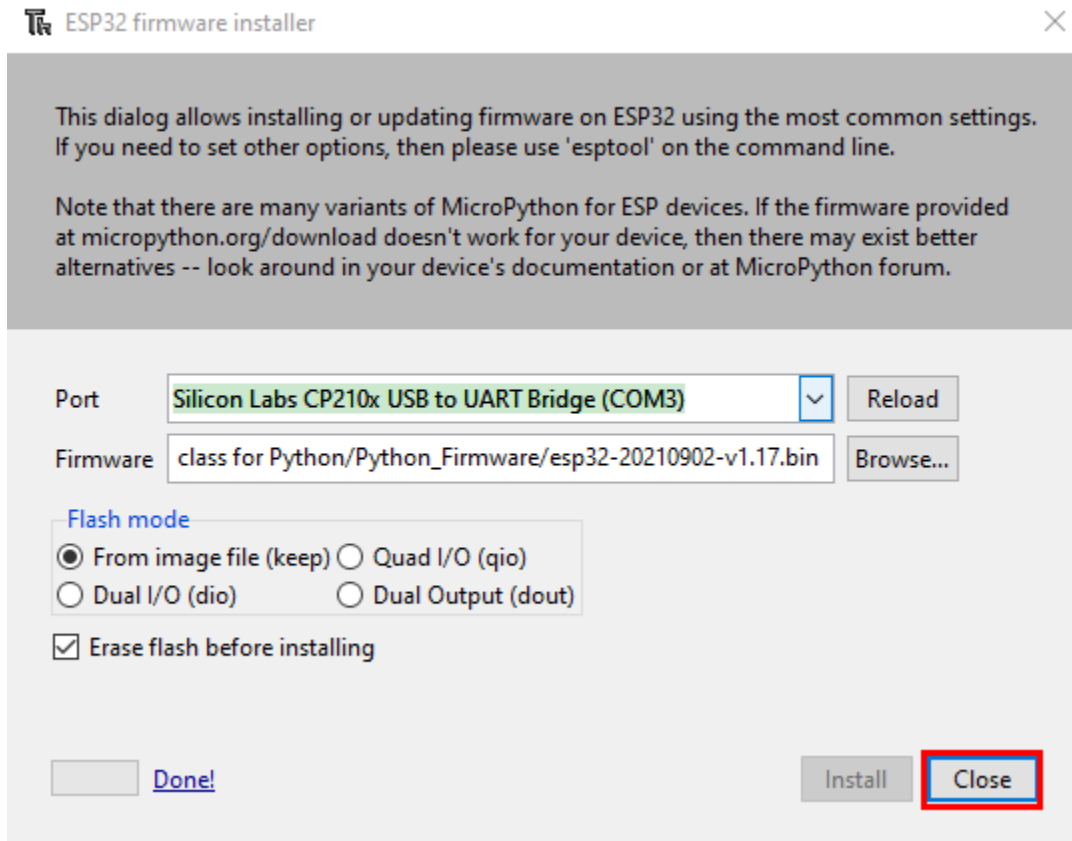 ESP32 firmware installer
This dialog allows installing or updating firmware on ESP32 using the most common settings.
If you need to set other options, then please use 'esptool' on the command line.
Note that there are many variants of MicroPython for ESP devices. If the firmware provided
at micropython.org/download doesn't work for your device, then there may exist better
alternatives -- look around in your device's documentation or at MicroPython forum.
Port Silicon Labs CP210x USB to UART Bridge (COM3) Reload
Firmware class for Python/Python_Firmware/esp32-20210902-v1.17.bin Browse...
Flash mode
From image file (keep) Quad I/O (qio)
Dual I/O (dio) Dual Output (dout)
Erase flash before installing
Done! Install Close